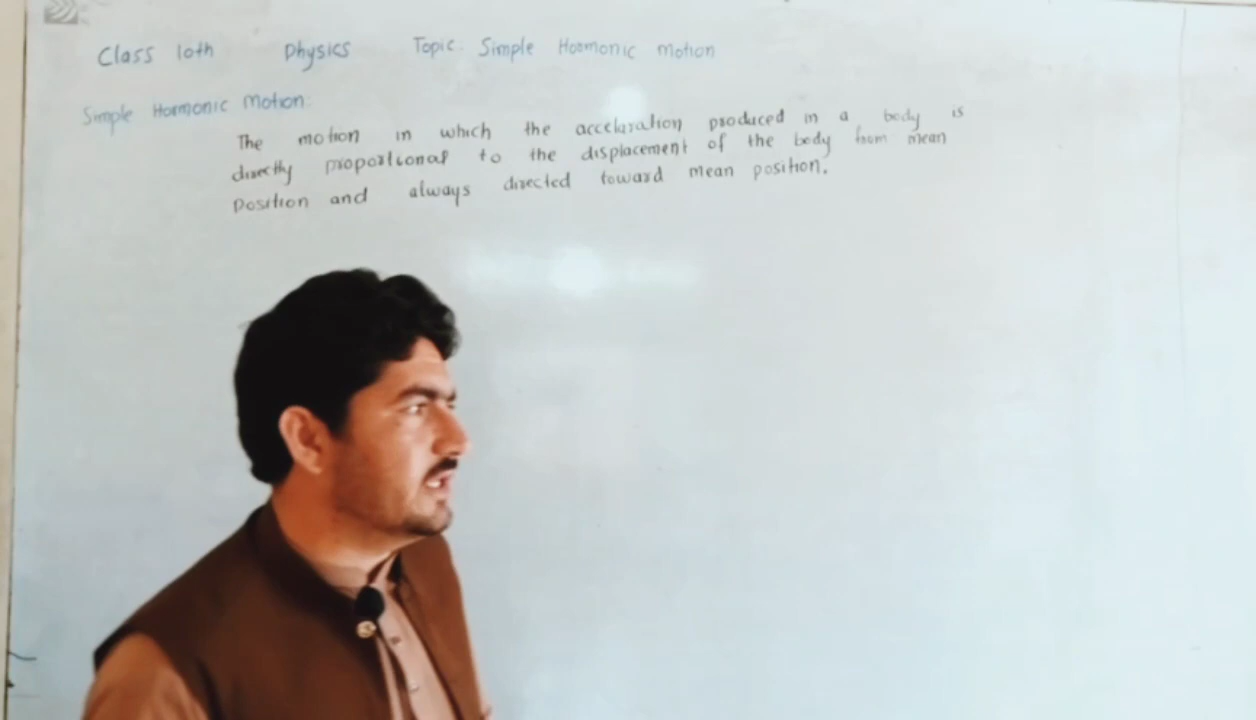 Class 10th Physics Topic: Simple Harmonic motion
Simple Harmonic Motion:
The motion in which the acceleration produced in a body is
directly proportional to the displacement of the body from mean
position and always directed toward mean position.